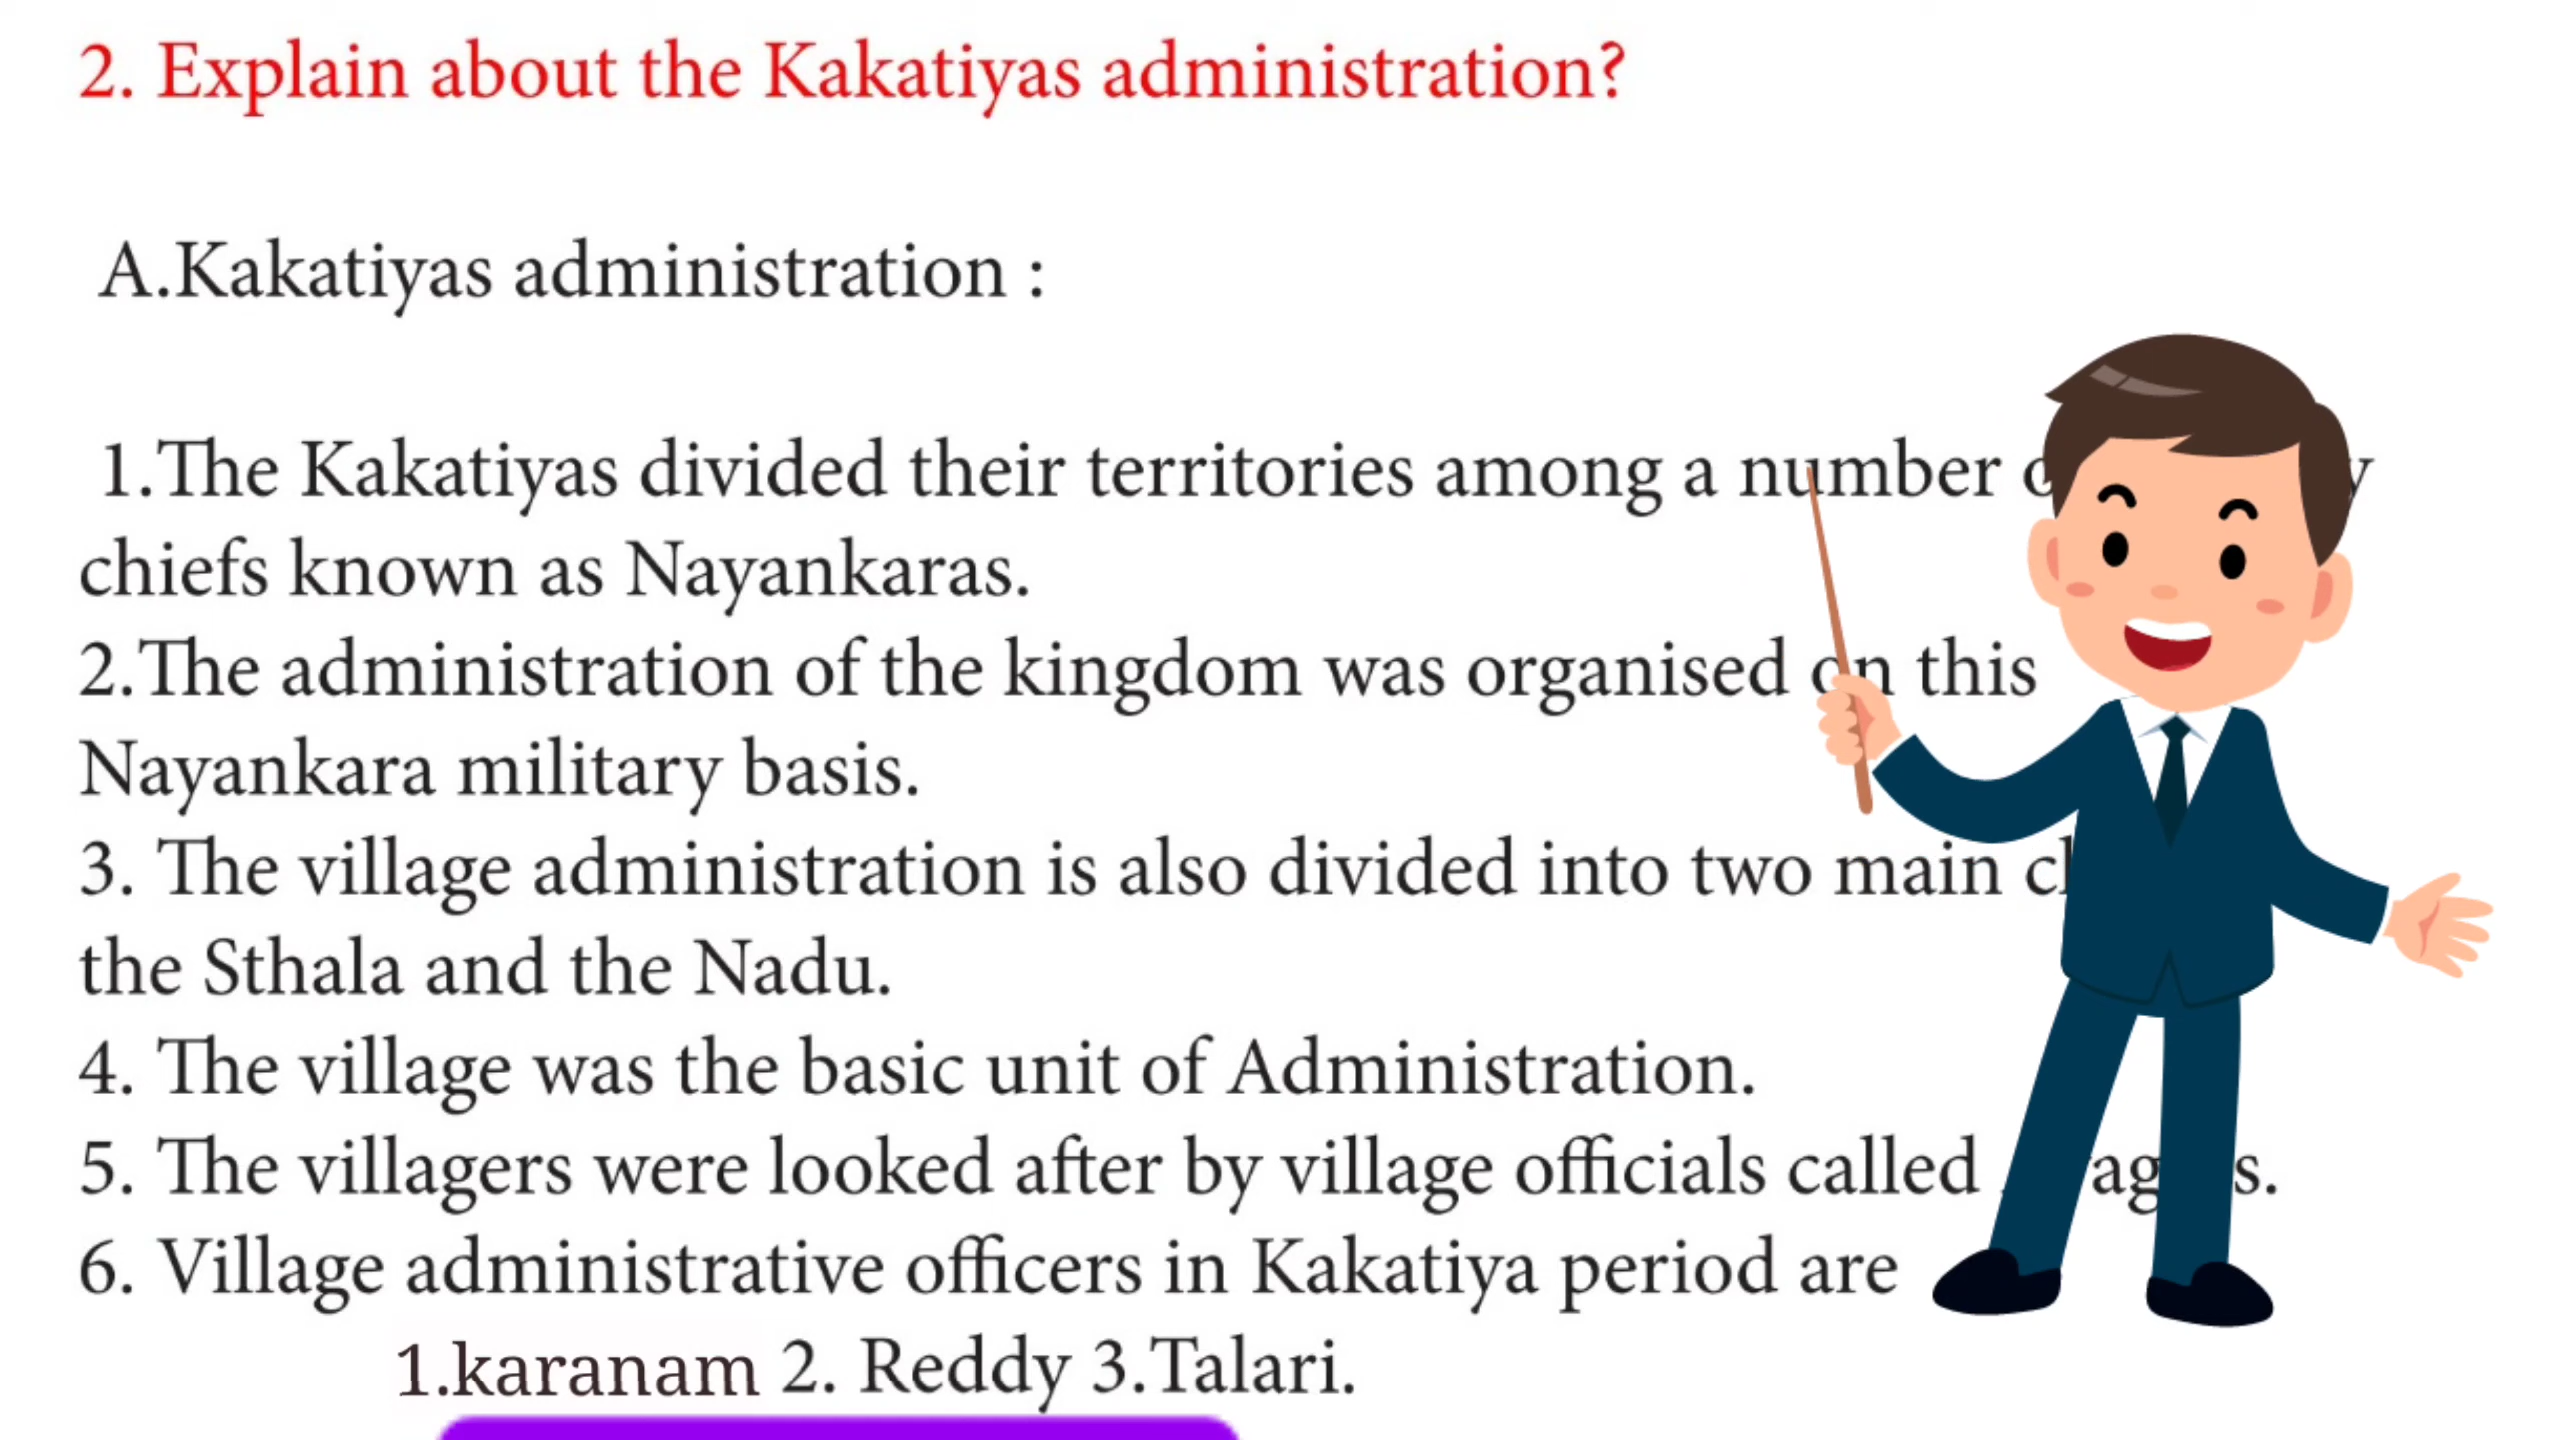 2. Explain about the Kakatiyas administration?
A.Kakatiyas administration :
1.The Kakatiyas divided their territories among a number
chiefs known as Nayankaras.
2.The administration of the kingdom was organised on this
Nayankara military basis.
3. The village administration is also divided into two main
the Sthala and the Nadu.
4. The village was the basic unit of Administration.
5. The villagers were looked after by village officials called
6. Village administrative officers in Kakatiya period are
1.karanam 2. Reddy 3.Talari.